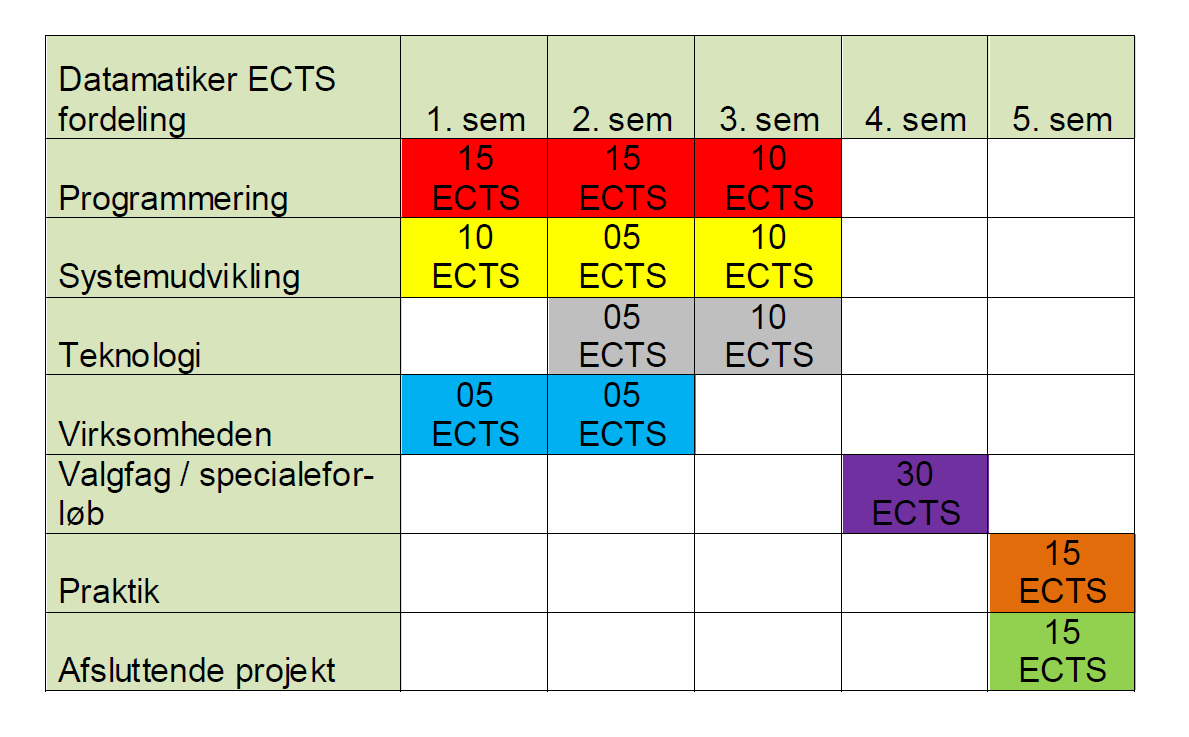 Datamatiker ECTS
fordeling
1. sem 2. sem 3. sem 4. sem 5. sem
Programmering
15 15 10
ECTS ECTS ECTS
Systemudvikling
10 05 10
ECTS ECTS ECTS
Teknologi
05 10
ECTS ECTS
Virksomheden
05 05
ECTS ECTS
Valgfag / specialefor-
løb
30
ECTS
Praktik
15
ECTS
Afsluttende projekt
15
ECTS